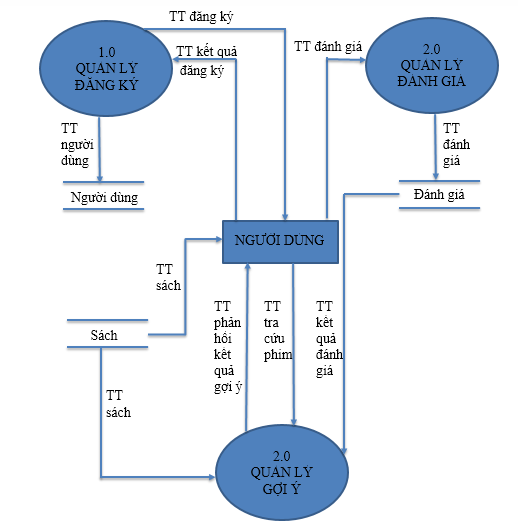 TT đăng ký
1.0
QUẢN LÝ
ĐĂNG KÝ
TT kết quả
đăng ký
TT đánh giá
2.0
QUẢN LÝ
ĐÁNH GIÁ
TT
người
dùng
TT
đánh
giá
Người dùng
Đánh giá
NGƯỜI DÙNG
TT
sách
TT
phản
hồi
kết
quả
gợi ý
TT
tra
cứu
phim
TT
kết
quả
đánh
giá
Sách
TT
sách
2.0
QUẢN LÝ
GỢI Ý